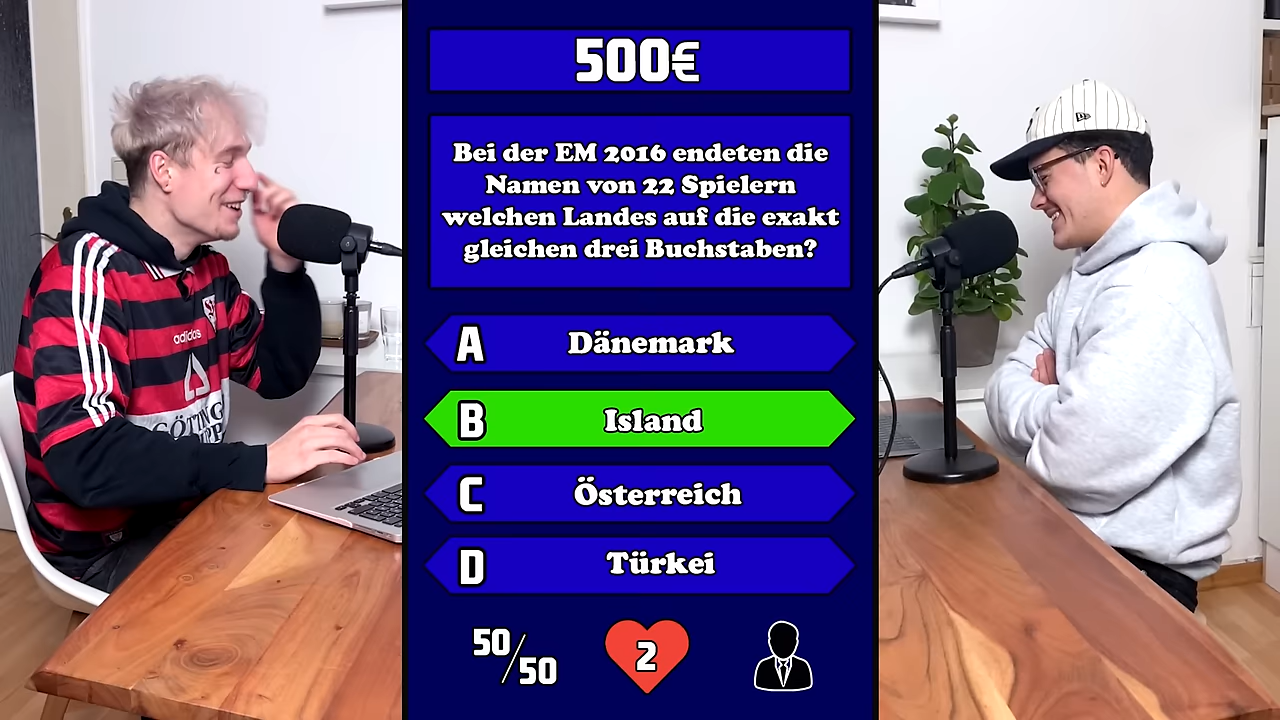 500€
Bei der EM 2016 endeten die
Namen von 22 Spielern
welchen Landes auf die exakt
gleichen drei Buchstaben?
A Dänemark
B Island
C Österreich
D Türkei
50/50
2
adidas